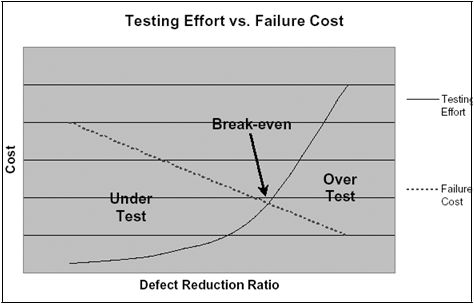 Testing Effort vs. Failure Cost
Cost
Break-even
Under
Test
Over
Test
Testing
Effort
Failure
Cost
Defect Reduction Ratio